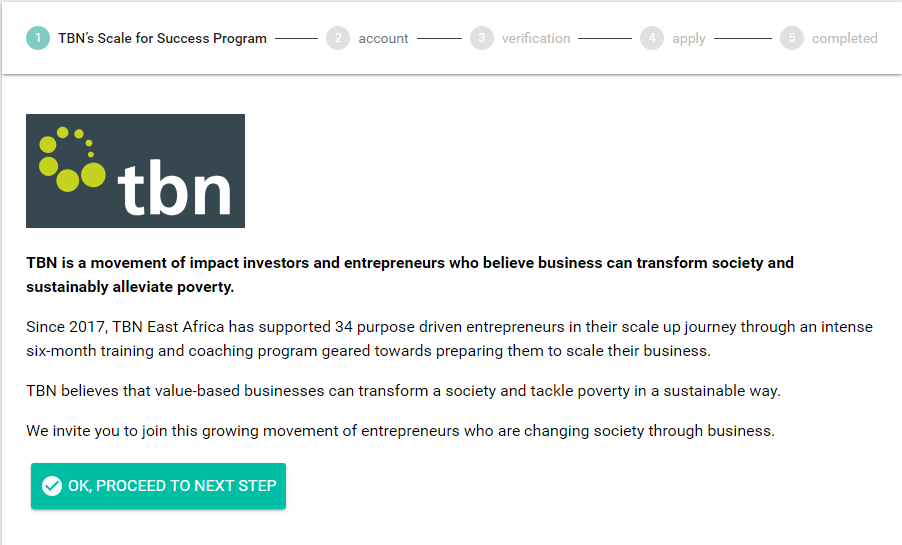 1 TBN's Scale for Success Program 2 account 3 verification 4 apply 5 completed
tbn
TBN is a movement of impact investors and entrepreneurs who believe business can transform society and
sustainably alleviate poverty.
Since 2017, TBN East Africa has supported 34 purpose driven entrepreneurs in their scale up journey through an intense
six-month training and coaching program geared towards preparing them to scale their business.
TBN believes that value-based businesses can transform a society and tackle poverty in a sustainable way.
We invite you to join this growing movement of entrepreneurs who are changing society through business.
OK, PROCEED TO NEXT STEP